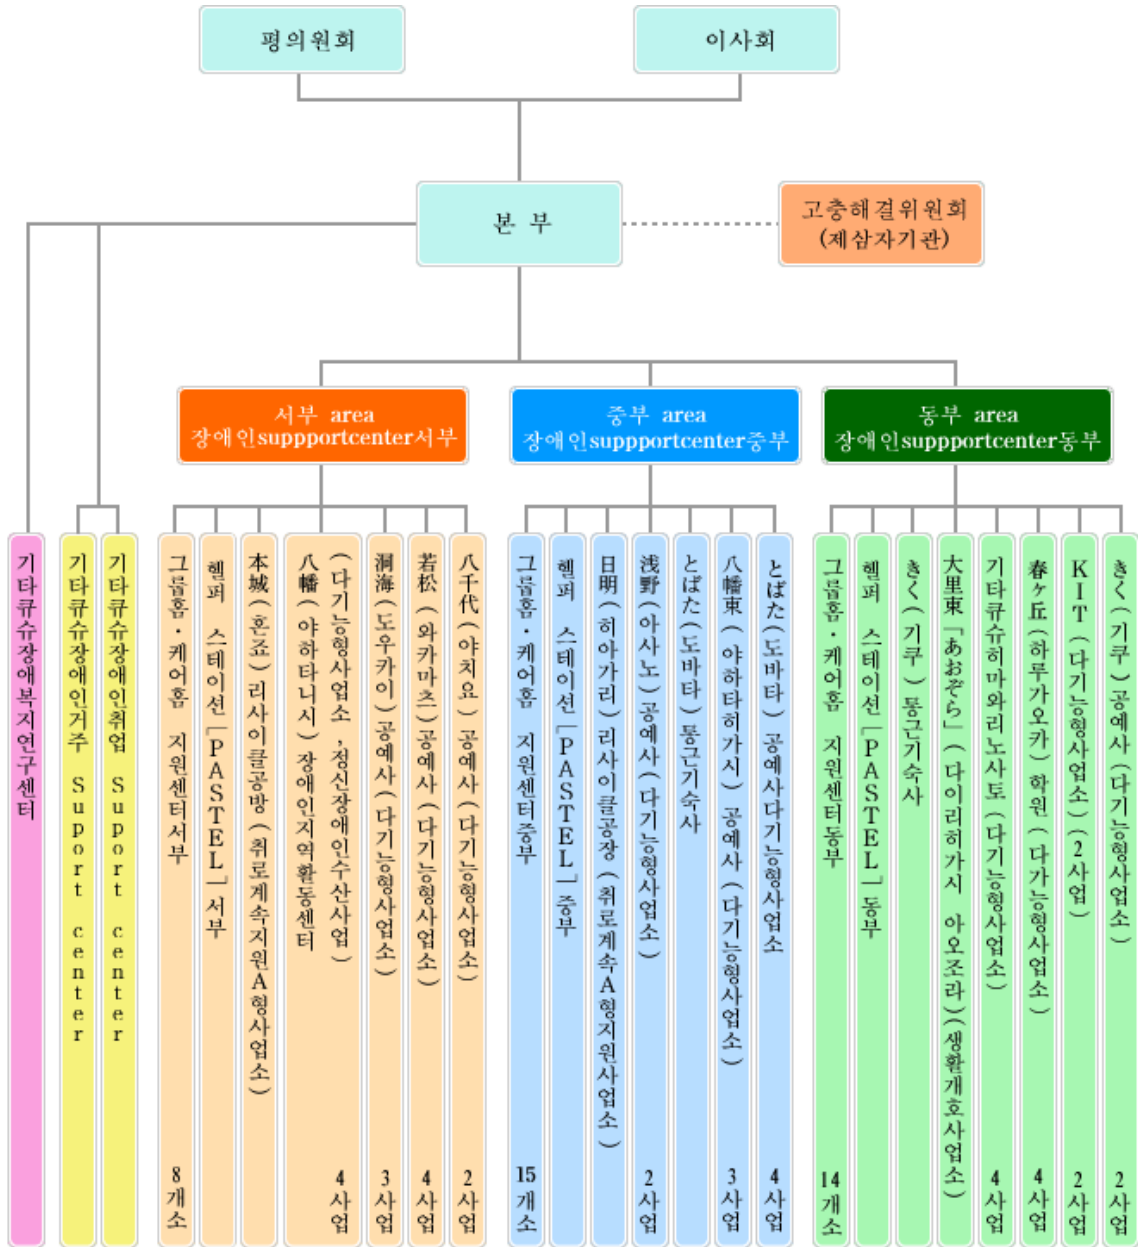 평의원회
이사회
본 부
고충해결위원회
(제삼자기관)
서부 area
장애인suppportcenter서부
중부 area
장애인suppportcenter중부
동부 area
장애인suppportcenter동부
기타큐슈장애복지연구센터
기타큐슈장애인거주 Support center
기타큐슈장애인취업 Support center
그룹홈・케어홈 지원센터서부 8개소
헬퍼 스테이션「PASTEL」서부
本城(혼죠)리사이클공방(취로계속지원A형사업소)
八幡(야하타니시)장애인지역활동센터
(다기능형사업소,정신장애인수산사업) 4사업
洞海(도우카이)공예사(다기능형사업소) 3사업
若松(와카마츠)공예사(다기능형사업소) 4사업
八千代(야치요)공예사(다기능형사업소) 2사업
그룹홈・케어홈 지원센터중부 15개소
헬퍼 스테이션「PASTEL」중부
日明(히아가리)리사이클공장(취로계속A형지원사업소)
浅野(아사노)공예사(다기능형사업소) 2사업
とばた(도바타)통근기숙사
八幡東(야하타히가시)공예사(다기능형사업소) 3사업
とばた(도바타)공예사다기능형사업소 4사업
그룹홈・케어홈 지원센터동부 14개소
헬퍼 스테이션「PASTEL」동부
きく(기쿠)통근기숙사
大里東『あおぞら」(다이리히가시 아오조라)(생활개호사업소)
기타큐슈히마와리노사토(다기능형사업소) 4사업
春ヶ丘(하루가오카)학원(다가능형사업소) 4사업
KIT(다기능형사업소)(2사업) 2사업
きく(기쿠)공예사(다기능형사업소) 2사업